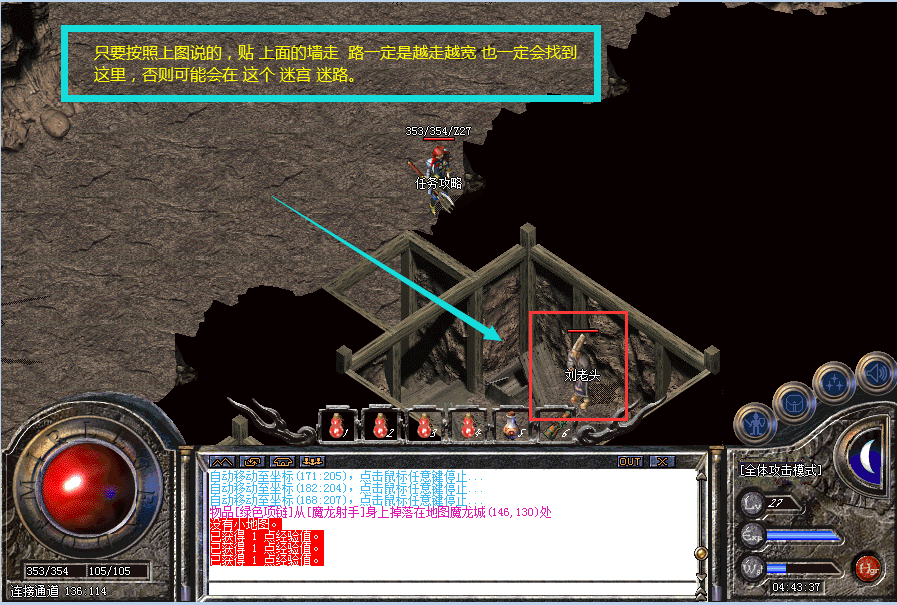 只要按照上图说的，贴 上面的墙走  路一定是越走越宽 也一定会找到
这里，否则可能会在 这个 迷宫 迷路。
353/354/Z27
任务攻略
刘老头
1 2 3 4 5 6
OUT
自动移动至坐标(171:205)，点击鼠标任意键停止...
自动移动至坐标(182:204)，点击鼠标任意键停止...
自动移动至坐标(168:207)，点击鼠标任意键停止...
物品[绿色项链]从[魔龙射手]身上掉落在地图魔龙城(146,130)处
没有小地图。
已获得 1 点经验值。
已获得 1 点经验值。
已获得 1 点经验值。
[全体攻击模式]
Lv 27
Exp
353/354 105/105
连接通道 136:114
04:43:37